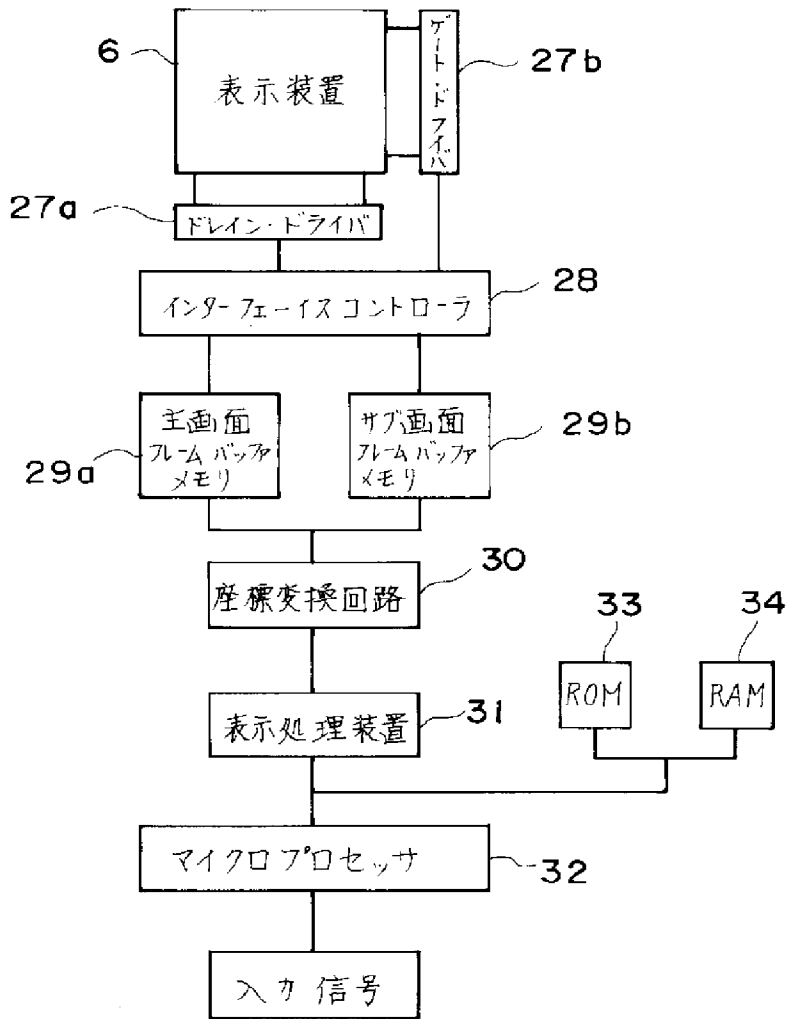 6
表示装置
ゲート・ドライバ
27b
27a
ドレイン・ドライバ
インターフェイスコントローラ
28
主画面
フレームバッファ
メモリ
29a
サブ画面
フレームバッファ
メモリ
29b
座標変換回路
30
33
34
ROM
RAM
表示処理装置
31
マイクロプロセッサ
32
入力信号